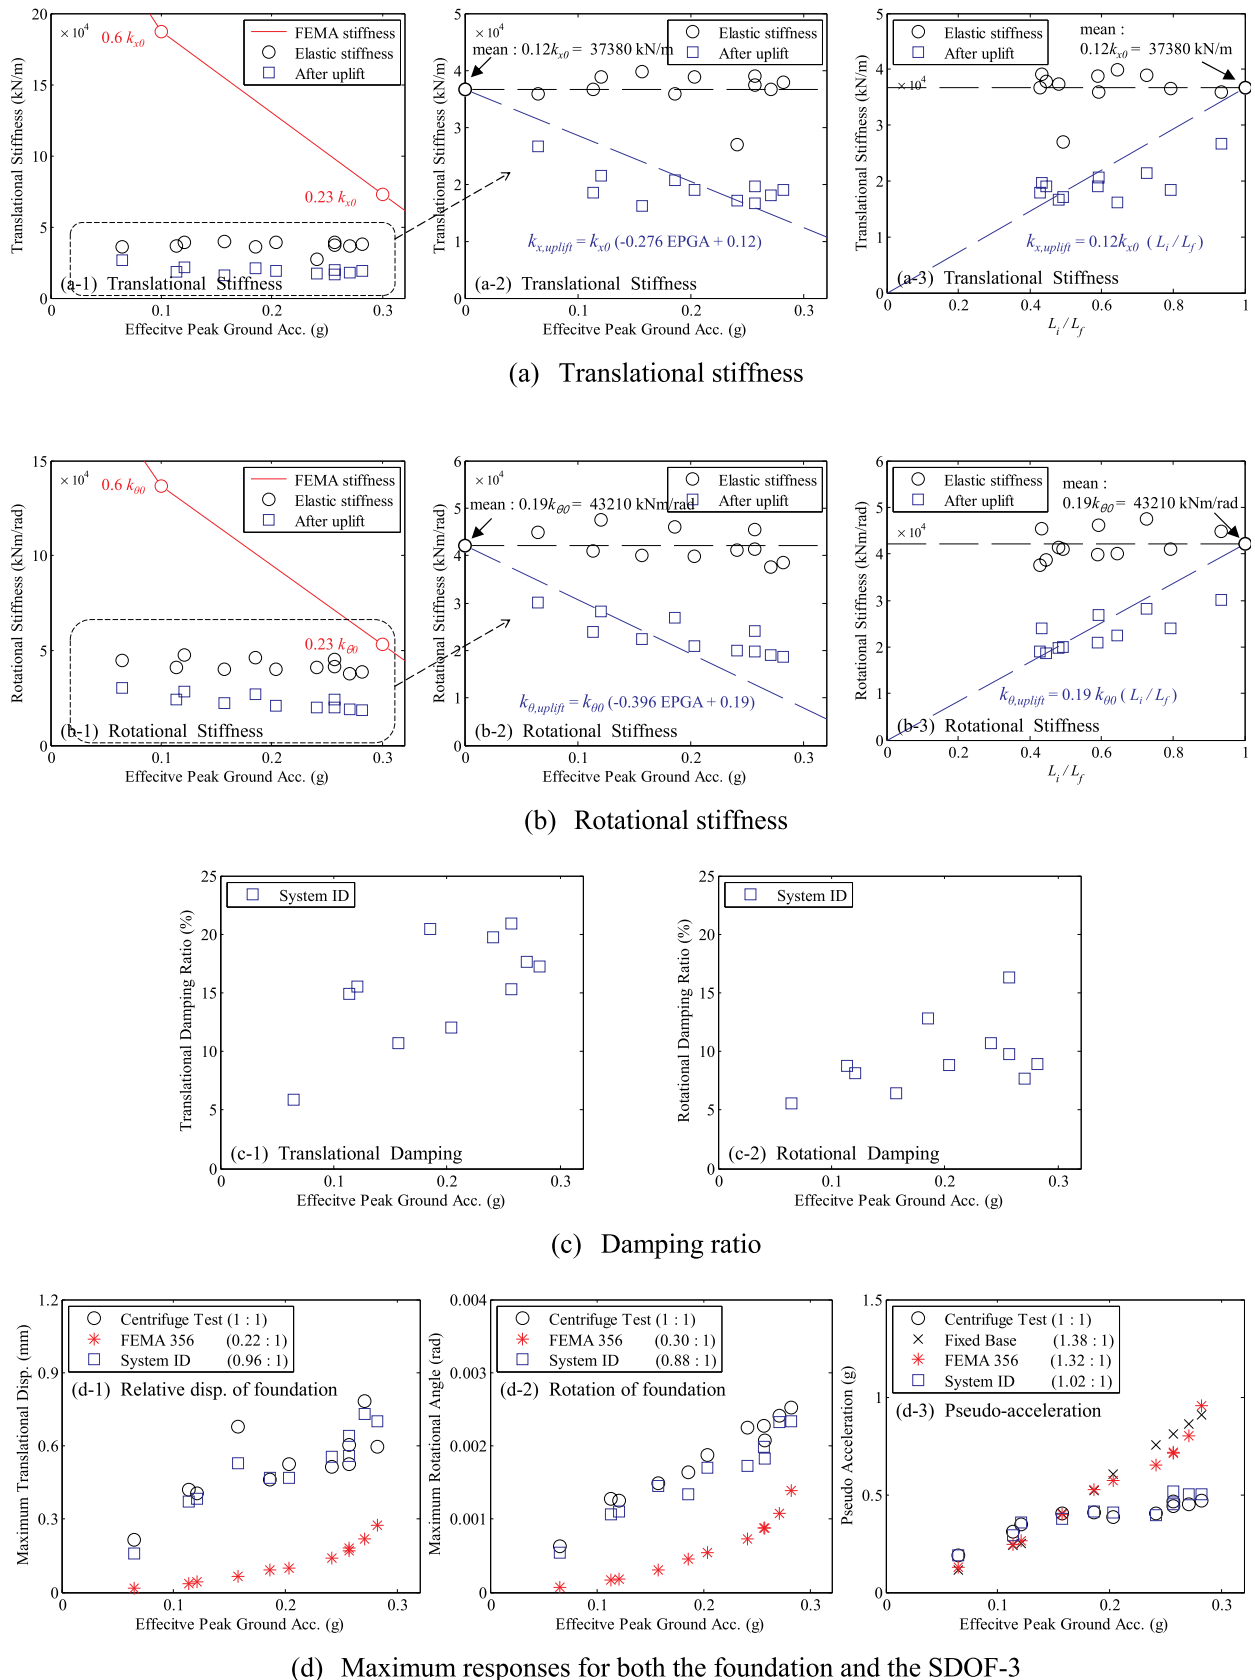 20
15
10
5
0
0
0.1
0.2
0.3
Translational Stiffness (kN/m)
× 10⁴
0.6 kx0
0.23 kx0
FEMA stiffness
Elastic stiffness
After uplift
(a-1) Translational Stiffness
Effecitve Peak Ground Acc. (g)
5
4
3
2
1
0
0
0.1
0.2
0.3
Translational Stiffness (kN/m)
× 10⁴
Elastic stiffness
After uplift
mean : 0.12kx0 = 37380 kN/m
kx,uplift = kx0 (-0.276 EPGA + 0.12)
(a-2) Translational Stiffness
Effecitve Peak Ground Acc. (g)
5
4
3
2
1
0
0
0.2
0.4
0.6
0.8
1
Translational Stiffness (kN/m)
× 10⁴
Elastic stiffness
After uplift
mean :
0.12kx0 = 37380 kN/m
kx,uplift = 0.12kx0 ( Li / Lf )
(a-3) Translational Stiffness
Li / Lf
(a) Translational stiffness
15
10
5
0
0
0.1
0.2
0.3
Rotational Stiffness (kNm/rad)
× 10⁴
0.6 kθ0
0.23 kθ0
FEMA stiffness
Elastic stiffness
After uplift
(b-1) Rotational Stiffness
Effecitve Peak Ground Acc. (g)
6
5
4
3
2
1
0
0
0.1
0.2
0.3
Rotational Stiffness (kNm/rad)
× 10⁴
Elastic stiffness
After uplift
mean : 0.19kθ0 = 43210 kNm/rad
kθ,uplift = kθ0 (-0.396 EPGA + 0.19)
(b-2) Rotational Stiffness
Effecitve Peak Ground Acc. (g)
6
5
4
3
2
1
0
0
0.2
0.4
0.6
0.8
1
Rotational Stiffness (kNm/rad)
× 10⁴
Elastic stiffness
After uplift
mean :
0.19kθ0 = 43210 kNm/rad
kθ,uplift = 0.19 kθ0 ( Li / Lf )
(b-3) Rotational Stiffness
Li / Lf
(b) Rotational stiffness
25
20
15
10
5
0
0
0.1
0.2
0.3
Translational Damping Ratio (%)
System ID
(c-1) Translational Damping
Effecitve Peak Ground Acc. (g)
25
20
15
10
5
0
0
0.1
0.2
0.3
Rotational Damping Ratio (%)
System ID
(c-2) Rotational Damping
Effecitve Peak Ground Acc. (g)
(c) Damping ratio
1.2
0.9
0.6
0.3
0
0
0.1
0.2
0.3
Maximum Translational Disp. (mm)
Centrifuge Test (1 : 1)
FEMA 356 (0.22 : 1)
System ID (0.96 : 1)
(d-1) Relative disp. of foundation
Effecitve Peak Ground Acc. (g)
0.004
0.003
0.002
0.001
0
0
0.1
0.2
0.3
Maximum Rotational Angle (rad)
Centrifuge Test (1 : 1)
FEMA 356 (0.30 : 1)
System ID (0.88 : 1)
(d-2) Rotation of foundation
Effecitve Peak Ground Acc. (g)
1.5
1
0.5
0
0
0.1
0.2
0.3
Pseudo Acceleration (g)
Centrifuge Test (1 : 1)
Fixed Base (1.38 : 1)
FEMA 356 (1.32 : 1)
System ID (1.02 : 1)
(d-3) Pseudo-acceleration
Effecitve Peak Ground Acc. (g)
(d) Maximum responses for both the foundation and the SDOF-3